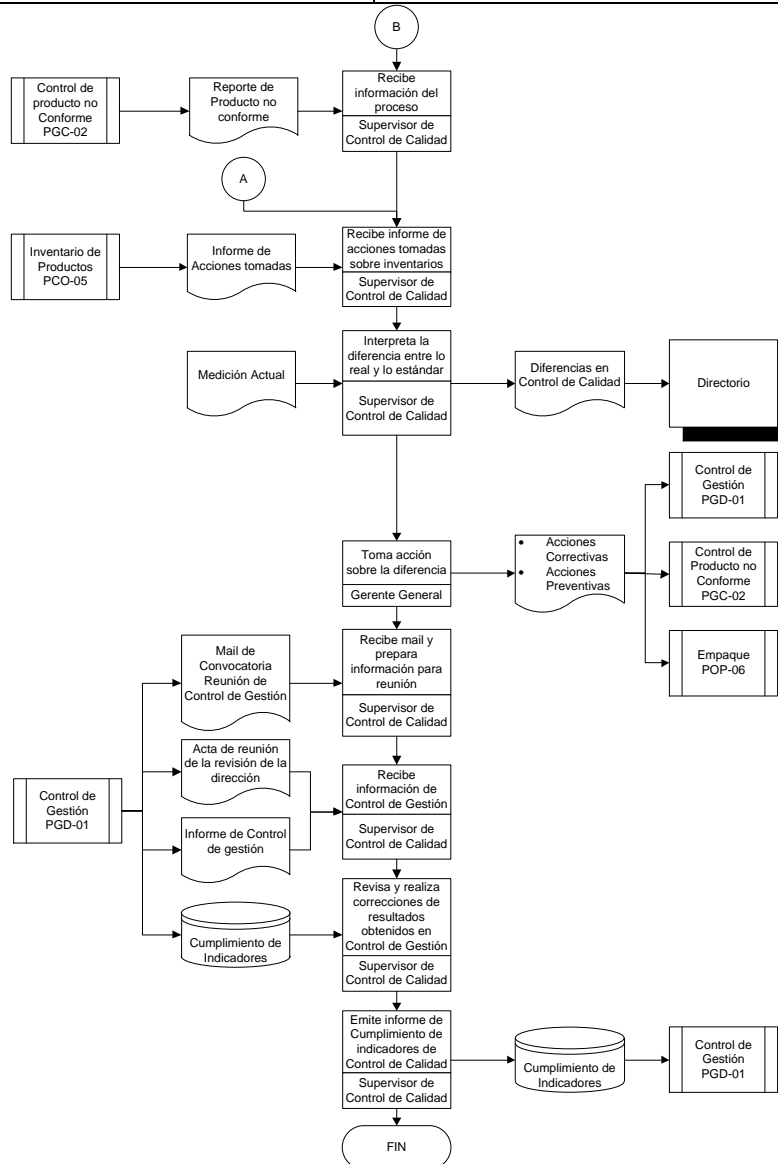 B
Control de
producto no
Conforme
PGC-02
Reporte de
Producto no
conforme
Recibe
información del
proceso
Supervisor de
Control de Calidad
A
Inventario de
Productos
PCO-05
Informe de
Acciones tomadas
Recibe informe de
acciones tomadas
sobre inventarios
Supervisor de
Control de Calidad
Medición Actual
Interpreta la
diferencia entre lo
real y lo estándar
Supervisor de
Control de Calidad
Diferencias en
Control de Calidad
Directorio
Toma acción
sobre la diferencia
Gerente General
• Acciones
Correctivas
• Acciones
Preventivas
Control de
Gestión
PGD-01
Control de
Producto no
Conforme
PGC-02
Empaque
POP-06
Mail de
Convocatoria
Reunión de
Control de Gestión
Recibe mail y
prepara
información para
reunión
Supervisor de
Control de Calidad
Control de
Gestión
PGD-01
Acta de reunión
de la revisión de la
dirección
Informe de Control
de gestión
Recibe
información de
Control de Gestión
Supervisor de
Control de Calidad
Cumplimiento de
Indicadores
Revisa y realiza
correcciones de
resultados
obtenidos en
Control de Gestión
Supervisor de
Control de Calidad
Emite informe de
Cumplimiento de
indicadores de
Control de Calidad
Supervisor de
Control de Calidad
Cumplimiento de
Indicadores
Control de
Gestión
PGD-01
FIN